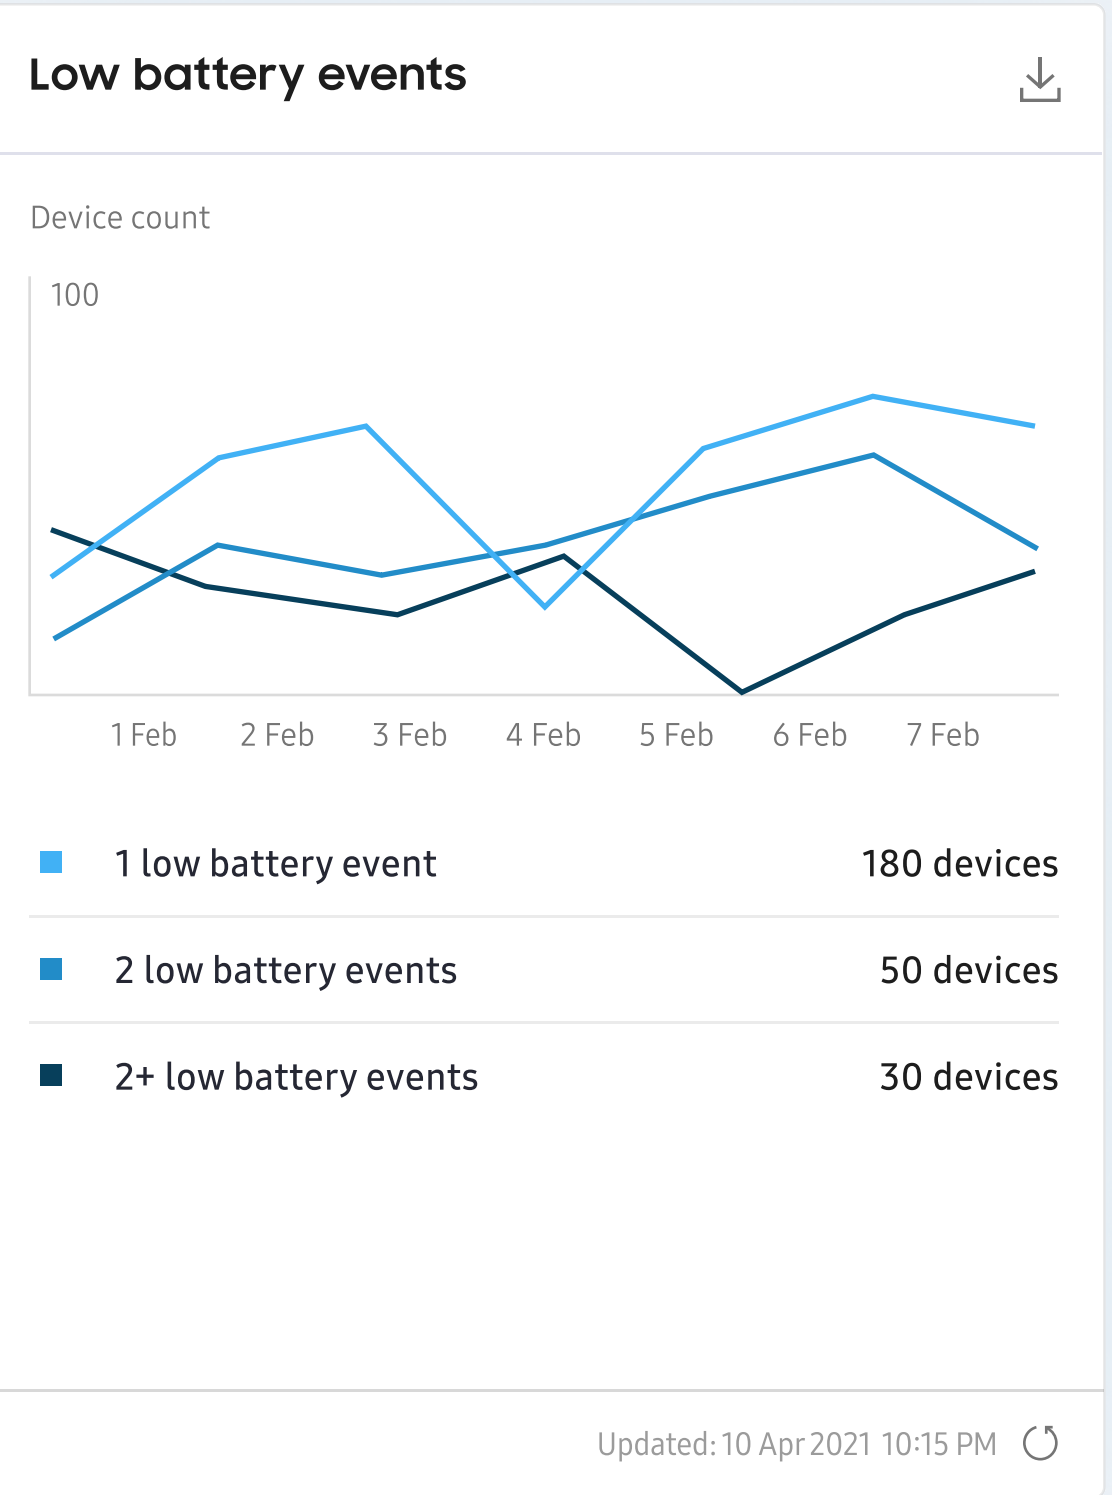 Low battery events
Device count
100
1 Feb 2 Feb 3 Feb 4 Feb 5 Feb 6 Feb 7 Feb
1 low battery event 180 devices
2 low battery events 50 devices
2+ low battery events 30 devices
Updated: 10 Apr 2021 10:15 PM